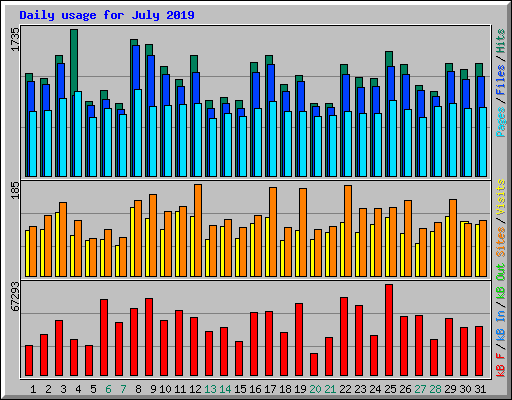 Daily usage for July 2019
1735
Pages / Files / Hits
185
Sites / Visits
67293
kB F / kB In / kB Out
1 2 3 4 5 6 7 8 9 10 11 12 13 14 15 16 17 18 19 20 21 22 23 24 25 26 27 28 29 30 31